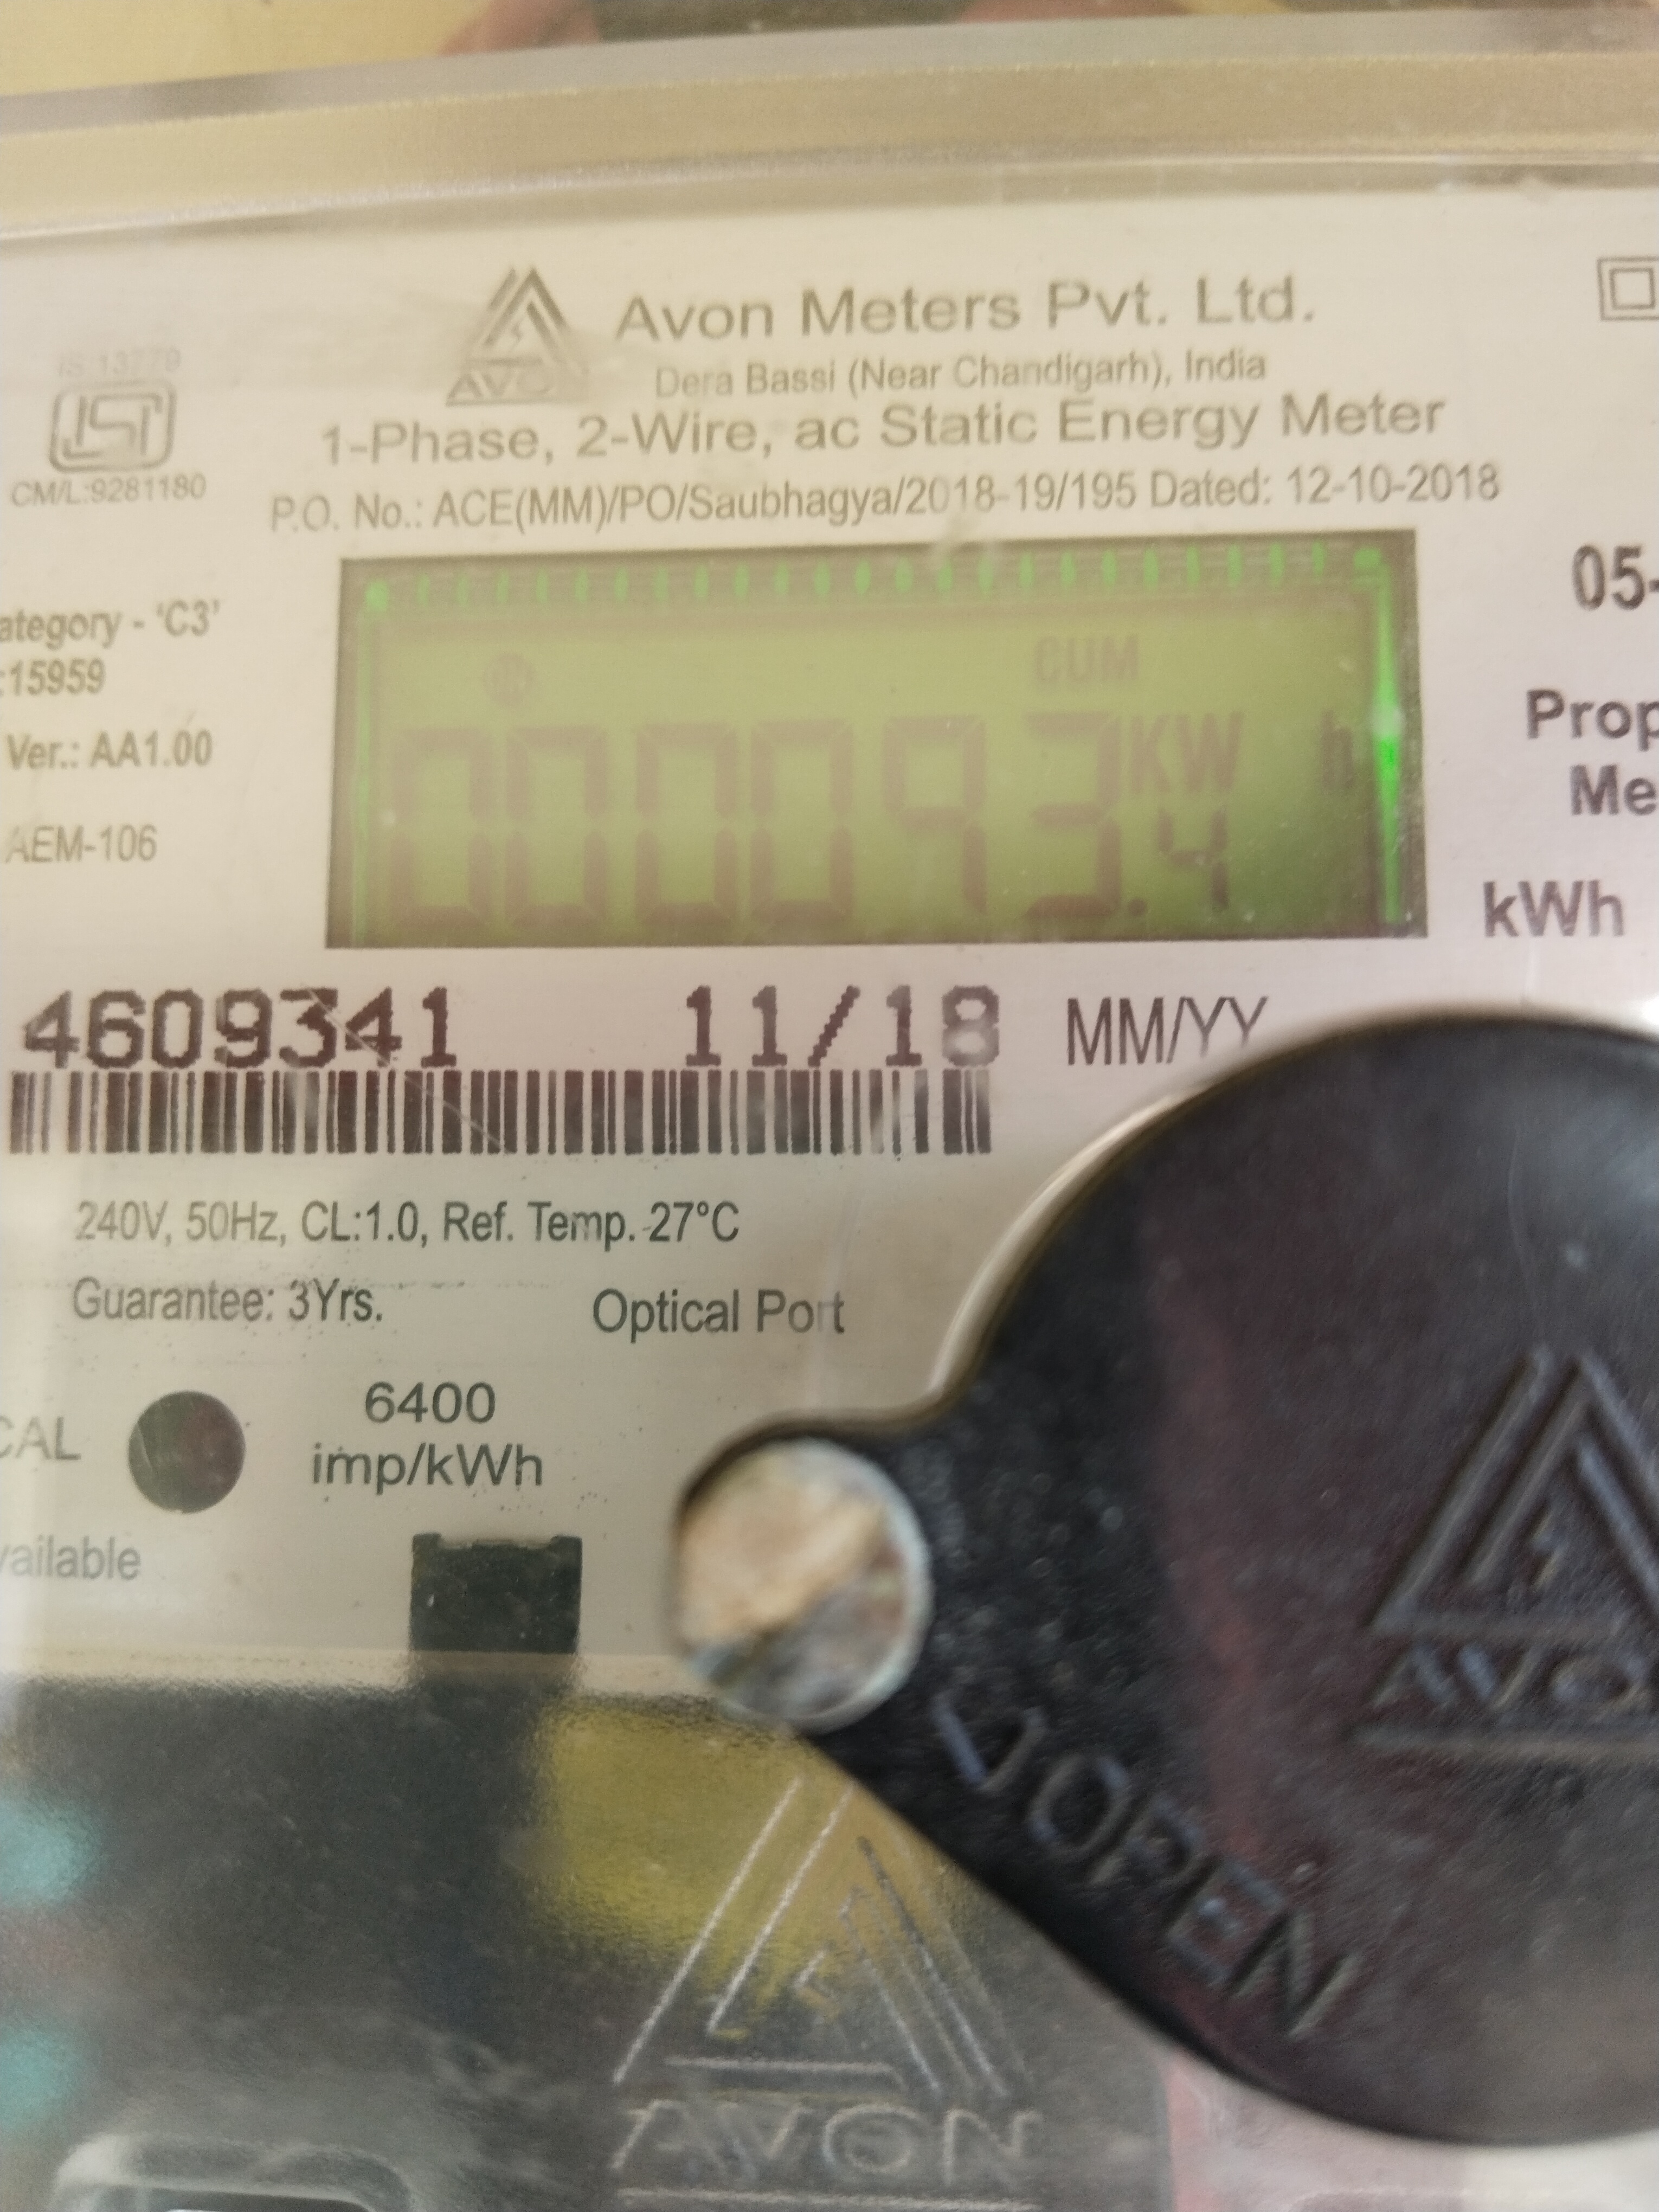 Avon Meters Pvt. Ltd.
AVON
Dera Bassi (Near Chandigarh), India
IS:13779
ISI
CM/L:9281180
1-Phase, 2-Wire, ac Static Energy Meter
P.O. No.: ACE(MM)/PO/Saubhagya/2018-19/195 Dated: 12-10-2018
ategory - 'C3'
:15959
Ver.: AA1.00
AEM-106
CUM
000093.4 KW h
05-
Prop
Me
kWh
4609341 11/18 MM/YY
240V, 50Hz, CL:1.0, Ref. Temp. 27°C
Guarantee: 3Yrs.
Optical Port
CAL
6400
imp/kWh
vailable
AVON
OPEN
AVON